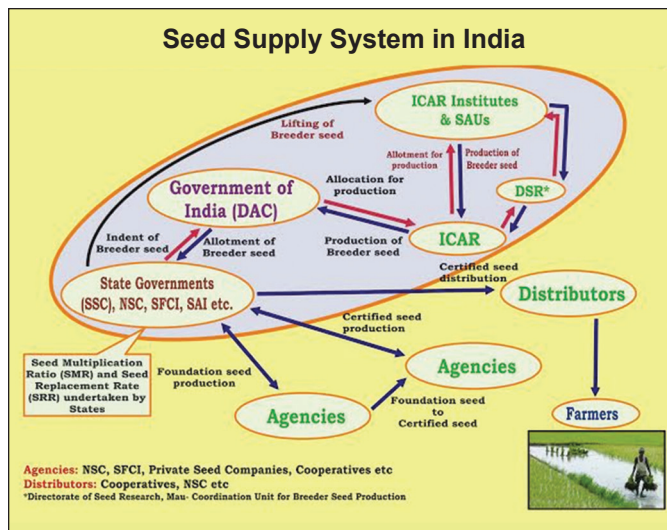 Seed Supply System in India
ICAR Institutes
& SAUs
Lifting of
Breeder seed
Allotment for
production
Production of
Breeder seed
DSR*
Government of
India (DAC)
Allocation for
production
Production of
Breeder seed
ICAR
Indent of
Breeder seed
Allotment of
Breeder seed
State Governments
(SSC), NSC, SFCI, SAI etc.
Certified seed
distribution
Distributors
Certified seed
production
Seed Multiplication
Ratio (SMR) and Seed
Replacement Rate
(SRR) undertaken by
States
Foundation seed
production
Agencies
Agencies
Foundation seed
to
Certified seed
Farmers
Agencies: NSC, SFCI, Private Seed Companies, Cooperatives etc
Distributors: Cooperatives, NSC etc
*Directorate of Seed Research, Mau- Coordination Unit for Breeder Seed Production